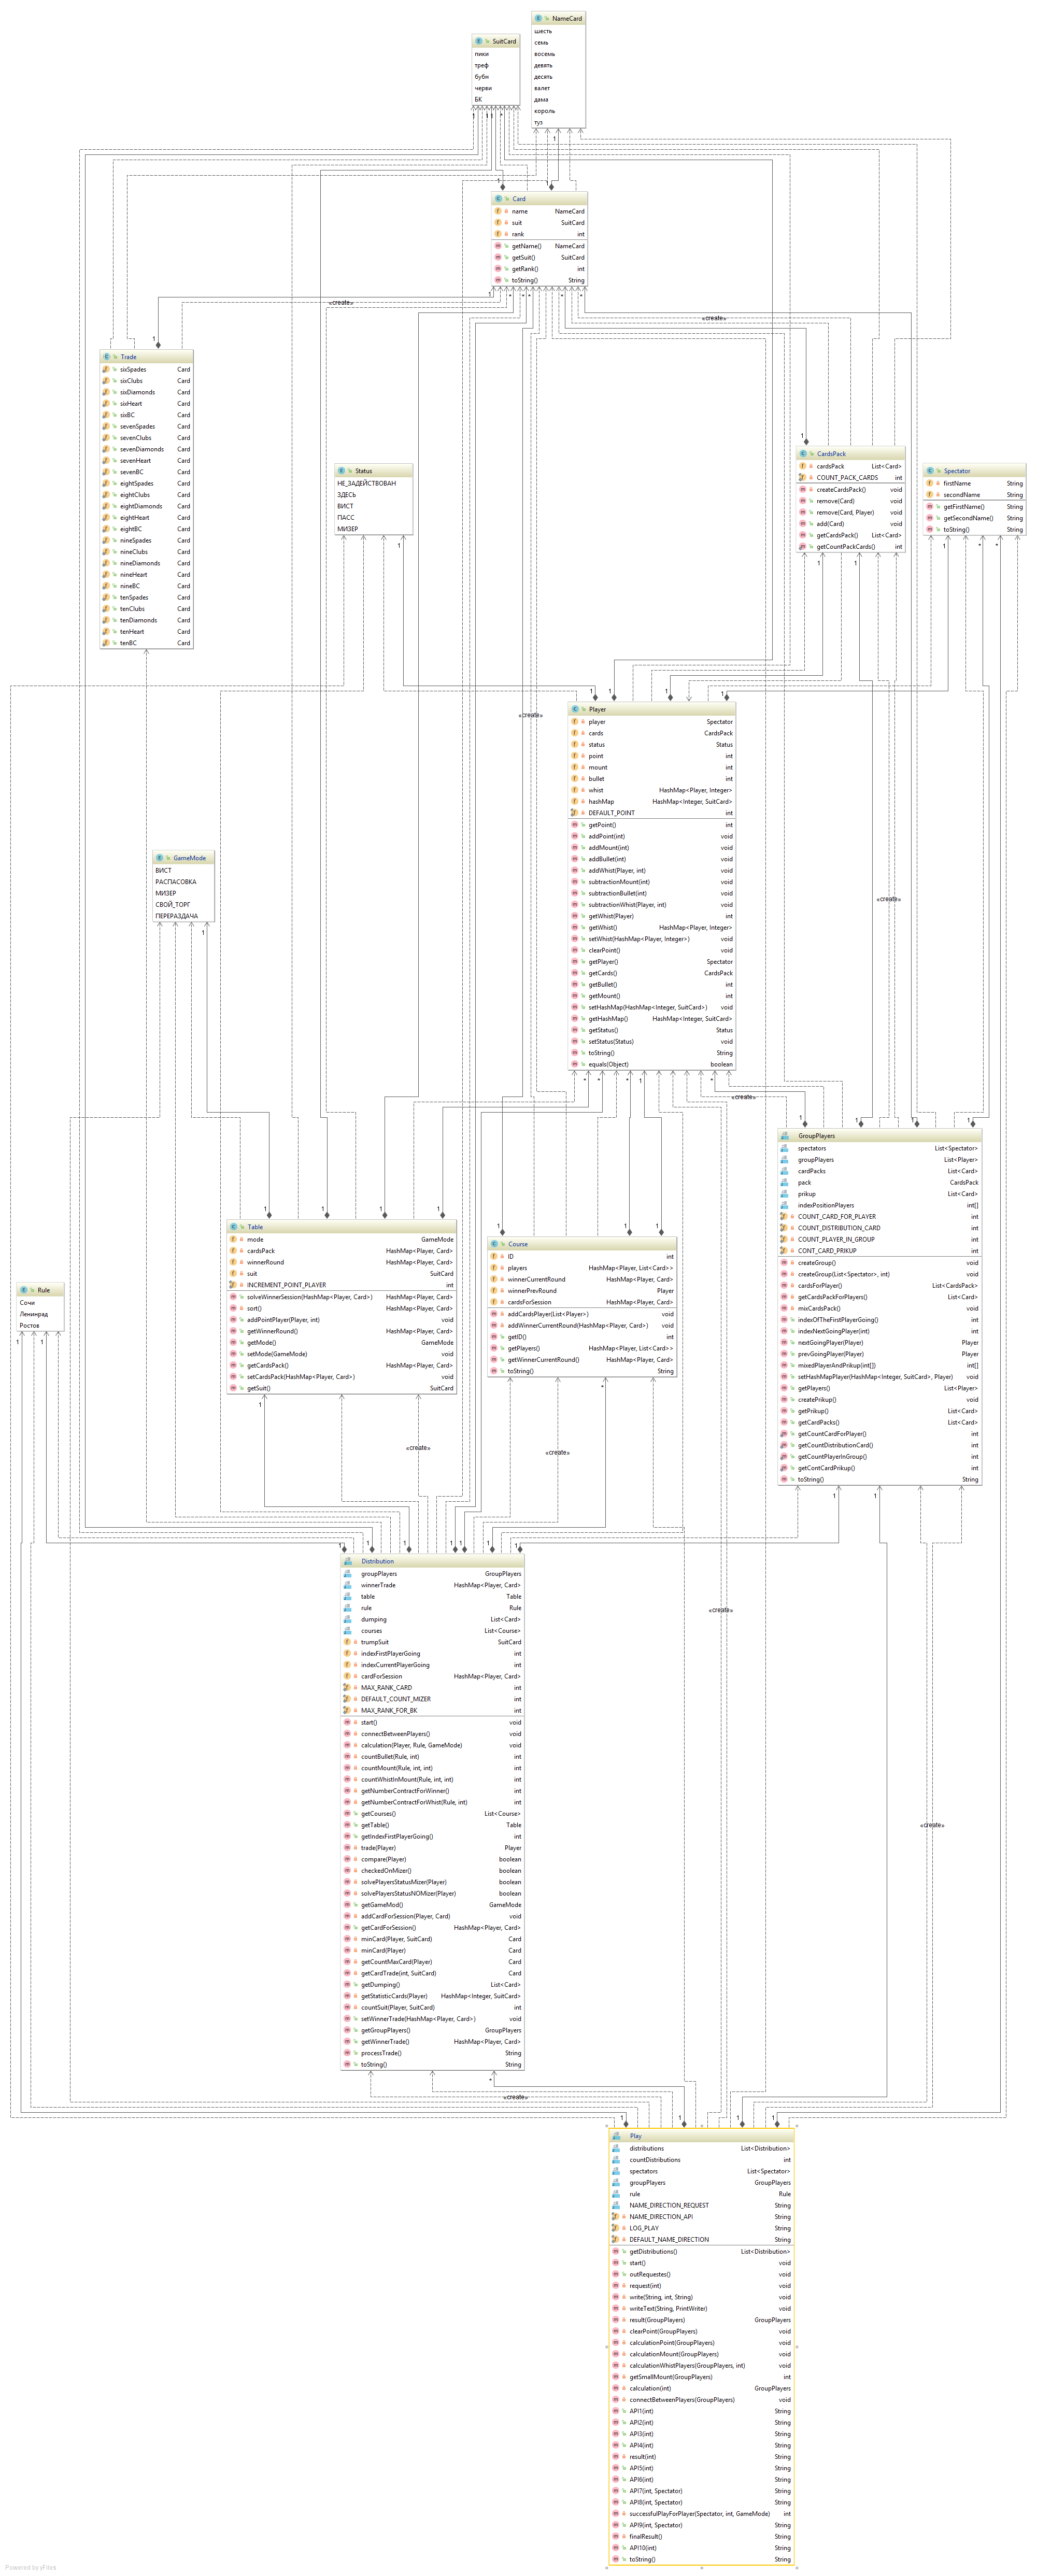 NameCard
шесть
семь
восемь
девять
десять
валет
дама
король
туз
SuitCard
пики
треф
бубн
черви
БК
Card
name NameCard
suit SuitCard
rank int
getName() NameCard
getSuit() SuitCard
getRank() int
toString() String
«create»
«create»
Trade
sixSpades Card
sixClubs Card
sixDiamonds Card
sixHeart Card
sixBC Card
sevenSpades Card
sevenClubs Card
sevenDiamonds Card
sevenHeart Card
sevenBC Card
eightSpades Card
eightClubs Card
eightDiamonds Card
eightHeart Card
eightBC Card
nineSpades Card
nineClubs Card
nineDiamonds Card
nineHeart Card
nineBC Card
tenSpades Card
tenClubs Card
tenDiamonds Card
tenHeart Card
tenBC Card
Status
НЕ_ЗАДЕЙСТВОВАН
ЗДЕСЬ
ВИСТ
ПАСС
МИЗЕР
CardsPack
cardsPack List<Card>
COUNT_PACK_CARDS int
createCardsPack() void
remove(Card) void
remove(Card, Player) void
add(Card) void
getCardsPack() List<Card>
getCountPackCards() int
Spectator
firstName String
secondName String
getFirstName() String
getSecondName() String
toString() String
«create»
Player
player Spectator
cards CardsPack
status Status
point int
mount int
bullet int
whist HashMap<Player, Integer>
hashMap HashMap<Integer, SuitCard>
DEFAULT_POINT int
getPoint() int
addPoint(int) void
addMount(int) void
addBullet(int) void
addWhist(Player, int) void
subtractionMount(int) void
subtractionBullet(int) void
subtractionWhist(Player, int) void
getWhist(Player) int
getWhist() HashMap<Player, Integer>
setWhist(HashMap<Player, Integer>) void
clearPoint() void
getPlayer() Spectator
getCards() CardsPack
getBullet() int
getMount() int
setHashMap(HashMap<Integer, SuitCard>) void
getHashMap() HashMap<Integer, SuitCard>
getStatus() Status
setStatus(Status) void
toString() String
equals(Object) boolean
GameMode
ВИСТ
РАСПАСОВКА
МИЗЕР
СВОЙ_ТОРГ
ПЕРЕРАЗДАЧА
«create»
«create»
GroupPlayers
spectators List<Spectator>
groupPlayers List<Player>
cardPacks List<Card>
pack CardsPack
prikup List<Card>
indexPositionPlayers int[]
COUNT_CARD_FOR_PLAYER int
COUNT_DISTRIBUTION_CARD int
COUNT_PLAYER_IN_GROUP int
CONT_CARD_PRIKUP int
createGroup() void
createGroup(List<Spectator>, int) void
cardsForPlayer() List<CardsPack>
getCardsPackForPlayers() List<Card>
mixCardsPack() void
indexOfTheFirstPlayerGoing() int
indexNextGoingPlayer(int) int
nextGoingPlayer(Player) Player
prevGoingPlayer(Player) Player
mixedPlayerAndPrikup(int[]) int[]
setHashMapPlayer(HashMap<Integer, SuitCard>, Player) void
getPlayers() List<Player>
createPrikup() void
getPrikup() List<Card>
getCardPacks() List<Card>
getCountCardForPlayer() int
getCountDistributionCard() int
getCountPlayerInGroup() int
getContCardPrikup() int
toString() String
Table
mode GameMode
cardsPack HashMap<Player, Card>
winnerRound HashMap<Player, Card>
suit SuitCard
INCREMENT_POINT_PLAYER int
solveWinnerSession(HashMap<Player, Card>) HashMap<Player, Card>
sort() HashMap<Player, Card>
addPointPlayer(Player, int) void
getWinnerRound() HashMap<Player, Card>
getMode() GameMode
setMode(GameMode) void
getCardsPack() HashMap<Player, Card>
setCardsPack(HashMap<Player, Card>) void
getSuit() SuitCard
Course
ID int
players HashMap<Player, List<Card>>
winnerCurrentRound HashMap<Player, Card>
winnerPrevRound Player
cardsForSession HashMap<Player, Card>
addCardsPlayer(List<Player>) void
addWinnerCurrentRound(HashMap<Player, Card>) void
getID() int
getPlayers() HashMap<Player, List<Card>>
getWinnerCurrentRound() HashMap<Player, Card>
toString() String
Rule
Сочи
Ленинрад
Ростов
«create»
«create»
Distribution
groupPlayers GroupPlayers
winnerTrade HashMap<Player, Card>
table Table
rule Rule
dumping List<Card>
courses List<Course>
trumpSuit SuitCard
indexFirstPlayerGoing int
indexCurrentPlayerGoing int
cardForSession HashMap<Player, Card>
MAX_RANK_CARD int
DEFAULT_COUNT_MIZER int
MAX_RANK_FOR_BK int
start() void
connectBetweenPlayers() void
calculation(Player, Rule, GameMode) void
countBullet(Rule, int) int
countMount(Rule, int, int) int
countWhistInMount(Rule, int, int) int
getNumberContractForWinner() int
getNumberContractForWhist(Rule, int) int
getCourses() List<Course>
getTable() Table
getIndexFirstPlayerGoing() int
trade(Player) Player
compare(Player) boolean
checkedOnMizer() boolean
solvePlayersStatusMizer(Player) boolean
solvePlayersStatusNOMizer(Player) boolean
getGameMod() GameMode
addCardForSession(Player, Card) void
getCardForSession() HashMap<Player, Card>
minCard(Player, SuitCard) Card
minCard(Player) Card
getCountMaxCard(Player) Card
getCardTrade(int, SuitCard) Card
getDumping() List<Card>
getStatisticCards(Player) HashMap<Integer, SuitCard>
countSuit(Player, SuitCard) int
setWinnerTrade(HashMap<Player, Card>) void
getGroupPlayers() GroupPlayers
getWinnerTrade() HashMap<Player, Card>
processTrade() String
toString() String
«create»
«create»
«create»
Play
distributions List<Distribution>
countDistributions int
spectators List<Spectator>
groupPlayers GroupPlayers
rule Rule
NAME_DIRECTION_REQUEST String
NAME_DIRECTION_API String
LOG_PLAY String
DEFAULT_NAME_DIRECTION String
getDistributions() List<Distribution>
start() void
outRequestes() void
request(int) void
write(String, int, String) void
writeText(String, PrintWriter) void
result(GroupPlayers) GroupPlayers
clearPoint(GroupPlayers) void
calculationPoint(GroupPlayers) void
calculationMount(GroupPlayers) void
calculationWhistPlayers(GroupPlayers, int) void
getSmallMount(GroupPlayers) int
calculation(int) GroupPlayers
connectBetweenPlayers(GroupPlayers) void
API1(int) String
API2(int) String
API3(int) String
API4(int) String
result(int) String
API5(int) String
API6(int) String
API7(int, Spectator) String
API8(int, Spectator) String
successfulPlayForPlayer(Spectator, int, GameMode) int
API9(int, Spectator) String
finalResult() String
API10(int) String
toString() String
Powered by yFiles